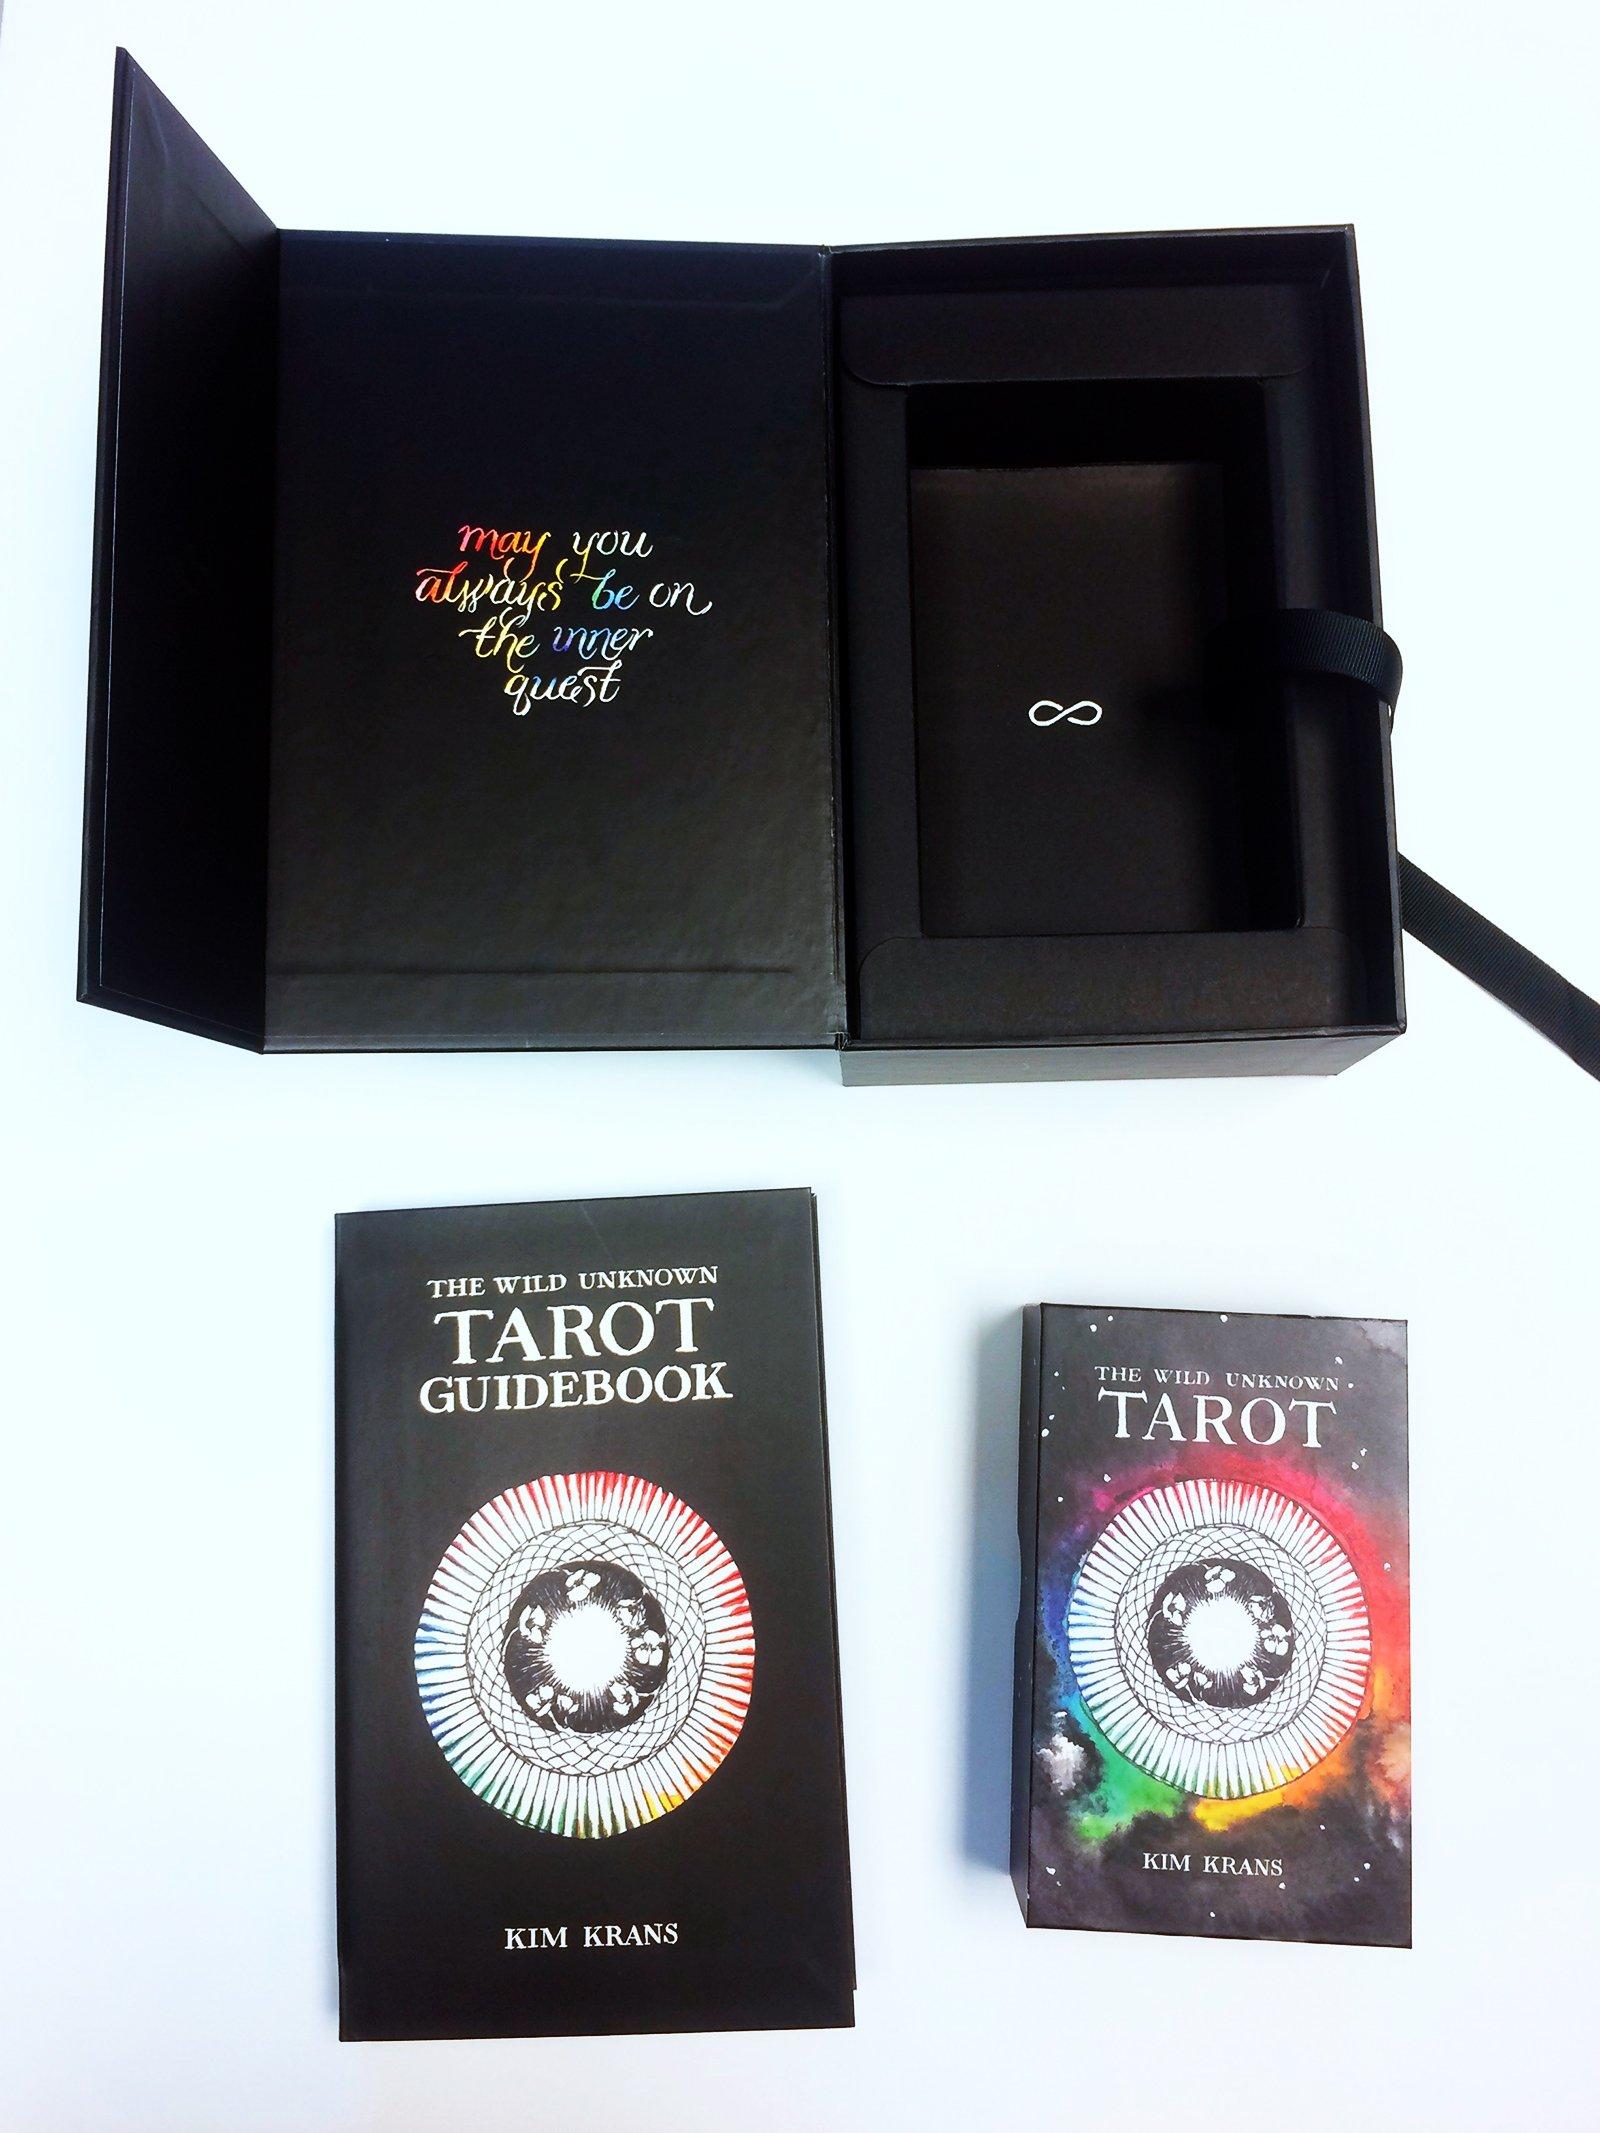 may you
always be on
the inner
quest
THE WILD UNKNOWN
TAROT
GUIDEBOOK
KIM KRANS
THE WILD UNKNOWN
TAROT
KIM KRANS